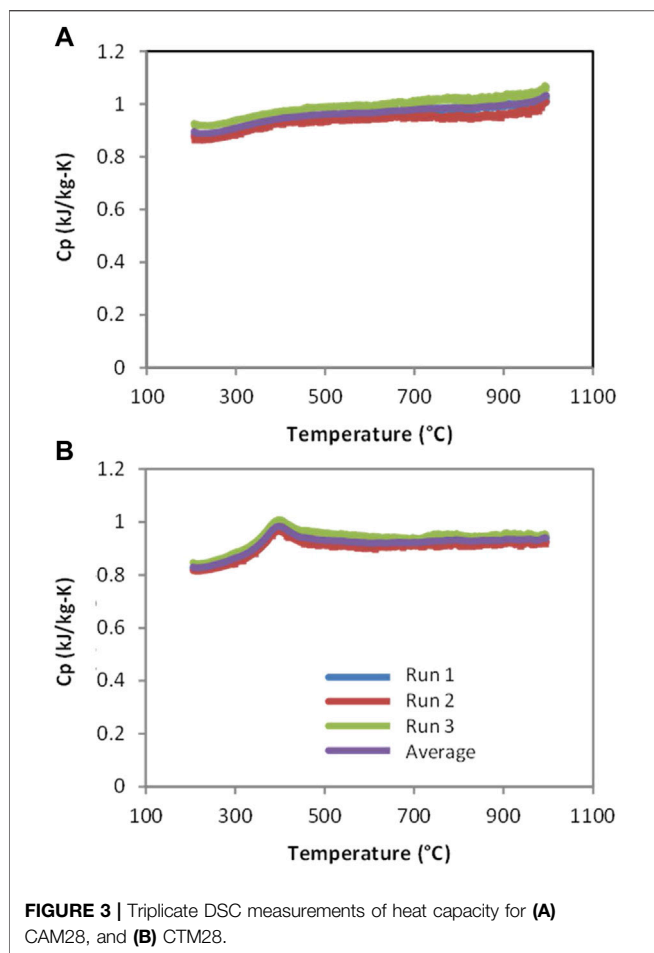 A
1.2
1
0.8
0.6
0.4
0.2
0
Cp (kJ/kg-K)
100 300 500 700 900 1100
Temperature (°C)
B
1.2
1
0.8
0.6
0.4
0.2
0
Cp (kJ/kg-K)
Run 1
Run 2
Run 3
Average
100 300 500 700 900 1100
Temperature (°C)
FIGURE 3 | Triplicate DSC measurements of heat capacity for (A)
CAM28, and (B) CTM28.